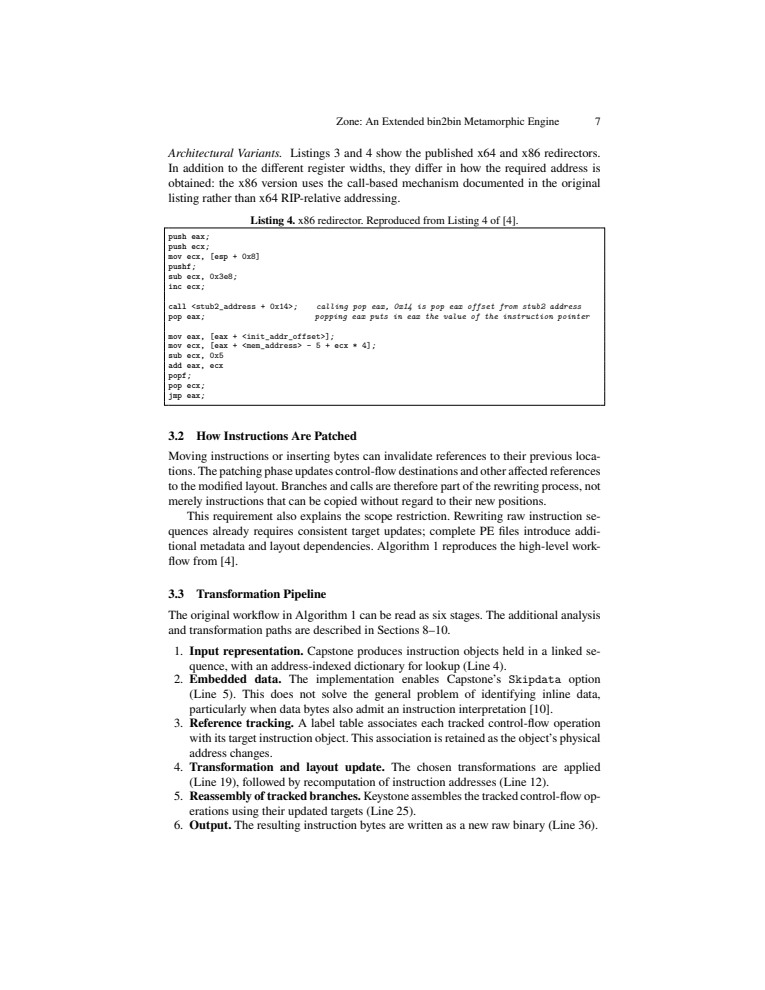 Zone: An Extended bin2bin Metamorphic Engine 7
Architectural Variants. Listings 3 and 4 show the published x64 and x86 redirectors.
In addition to the different register widths, they differ in how the required address is
obtained: the x86 version uses the call-based mechanism documented in the original
listing rather than x64 RIP-relative addressing.
Listing 4. x86 redirector. Reproduced from Listing 4 of [4].
push eax;
push ecx;
mov ecx, [esp + 0x8]
pushf;
sub ecx, 0x3e8;
inc ecx;
call <stub2_address + 0x14>; calling pop eax, 0x14 is pop eax offset from stub2 address
pop eax; popping eax puts in eax the value of the instruction pointer
mov eax, [eax + <init_addr_offset>];
mov ecx, [eax + <mem_address> - 5 + ecx * 4];
sub ecx, 0x5
add eax, ecx
popf;
pop ecx;
jmp eax;
3.2 How Instructions Are Patched
Moving instructions or inserting bytes can invalidate references to their previous loca-
tions. The patching phase updates control-flow destinations and other affected references
to the modified layout. Branches and calls are therefore part of the rewriting process, not
merely instructions that can be copied without regard to their new positions.
This requirement also explains the scope restriction. Rewriting raw instruction se-
quences already requires consistent target updates; complete PE files introduce addi-
tional metadata and layout dependencies. Algorithm 1 reproduces the high-level work-
flow from [4].
3.3 Transformation Pipeline
The original workflow in Algorithm 1 can be read as six stages. The additional analysis
and transformation paths are described in Sections 8–10.
1. Input representation. Capstone produces instruction objects held in a linked se-
quence, with an address-indexed dictionary for lookup (Line 4).
2. Embedded data. The implementation enables Capstone's Skipdata option
(Line 5). This does not solve the general problem of identifying inline data,
particularly when data bytes also admit an instruction interpretation [10].
3. Reference tracking. A label table associates each tracked control-flow operation
with its target instruction object. This association is retained as the object's physical
address changes.
4. Transformation and layout update. The chosen transformations are applied
(Line 19), followed by recomputation of instruction addresses (Line 12).
5. Reassembly of tracked branches. Keystone assembles the tracked control-flow op-
erations using their updated targets (Line 25).
6. Output. The resulting instruction bytes are written as a new raw binary (Line 36).